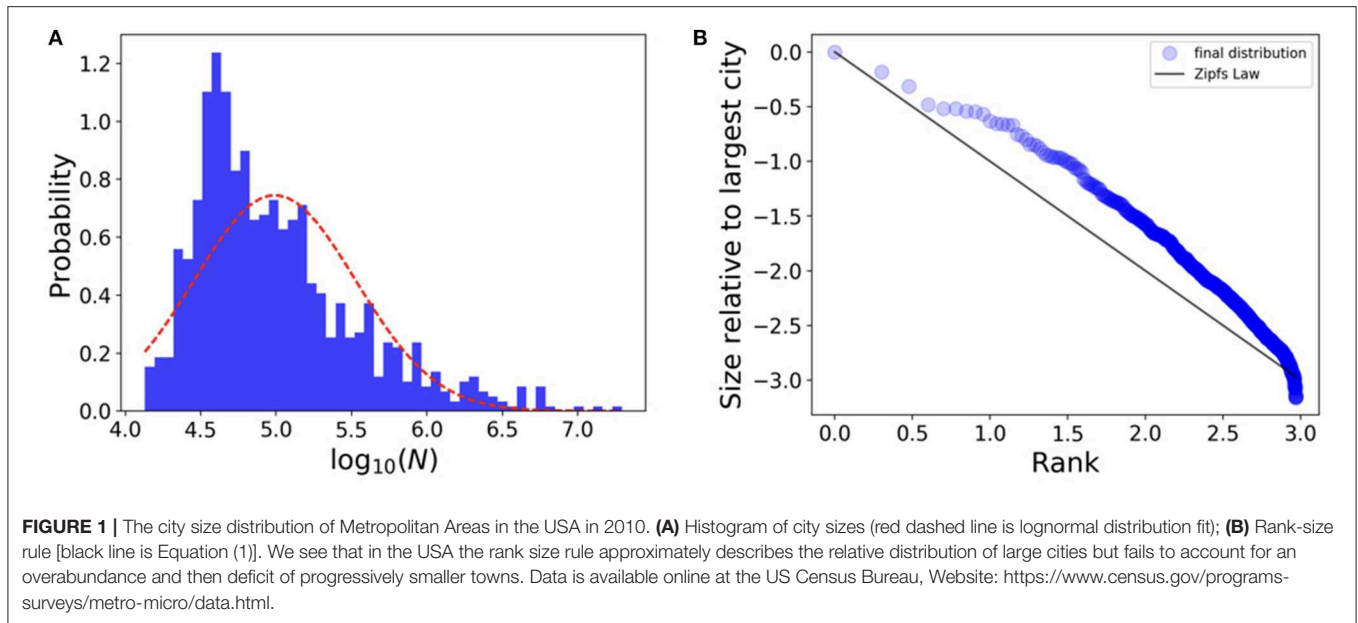 A
Probability
1.2
1.0
0.8
0.6
0.4
0.2
0.0
4.0 4.5 5.0 5.5 6.0 6.5 7.0
log10(N)
B
Size relative to largest city
0.0
−0.5
−1.0
−1.5
−2.0
−2.5
−3.0
final distribution
Zipfs Law
0.0 0.5 1.0 1.5 2.0 2.5 3.0
Rank
FIGURE 1 | The city size distribution of Metropolitan Areas in the USA in 2010. (A) Histogram of city sizes (red dashed line is lognormal distribution fit); (B) Rank-size
rule [black line is Equation (1)]. We see that in the USA the rank size rule approximately describes the relative distribution of large cities but fails to account for an
overabundance and then deficit of progressively smaller towns. Data is available online at the US Census Bureau, Website: https://www.census.gov/programs-
surveys/metro-micro/data.html.